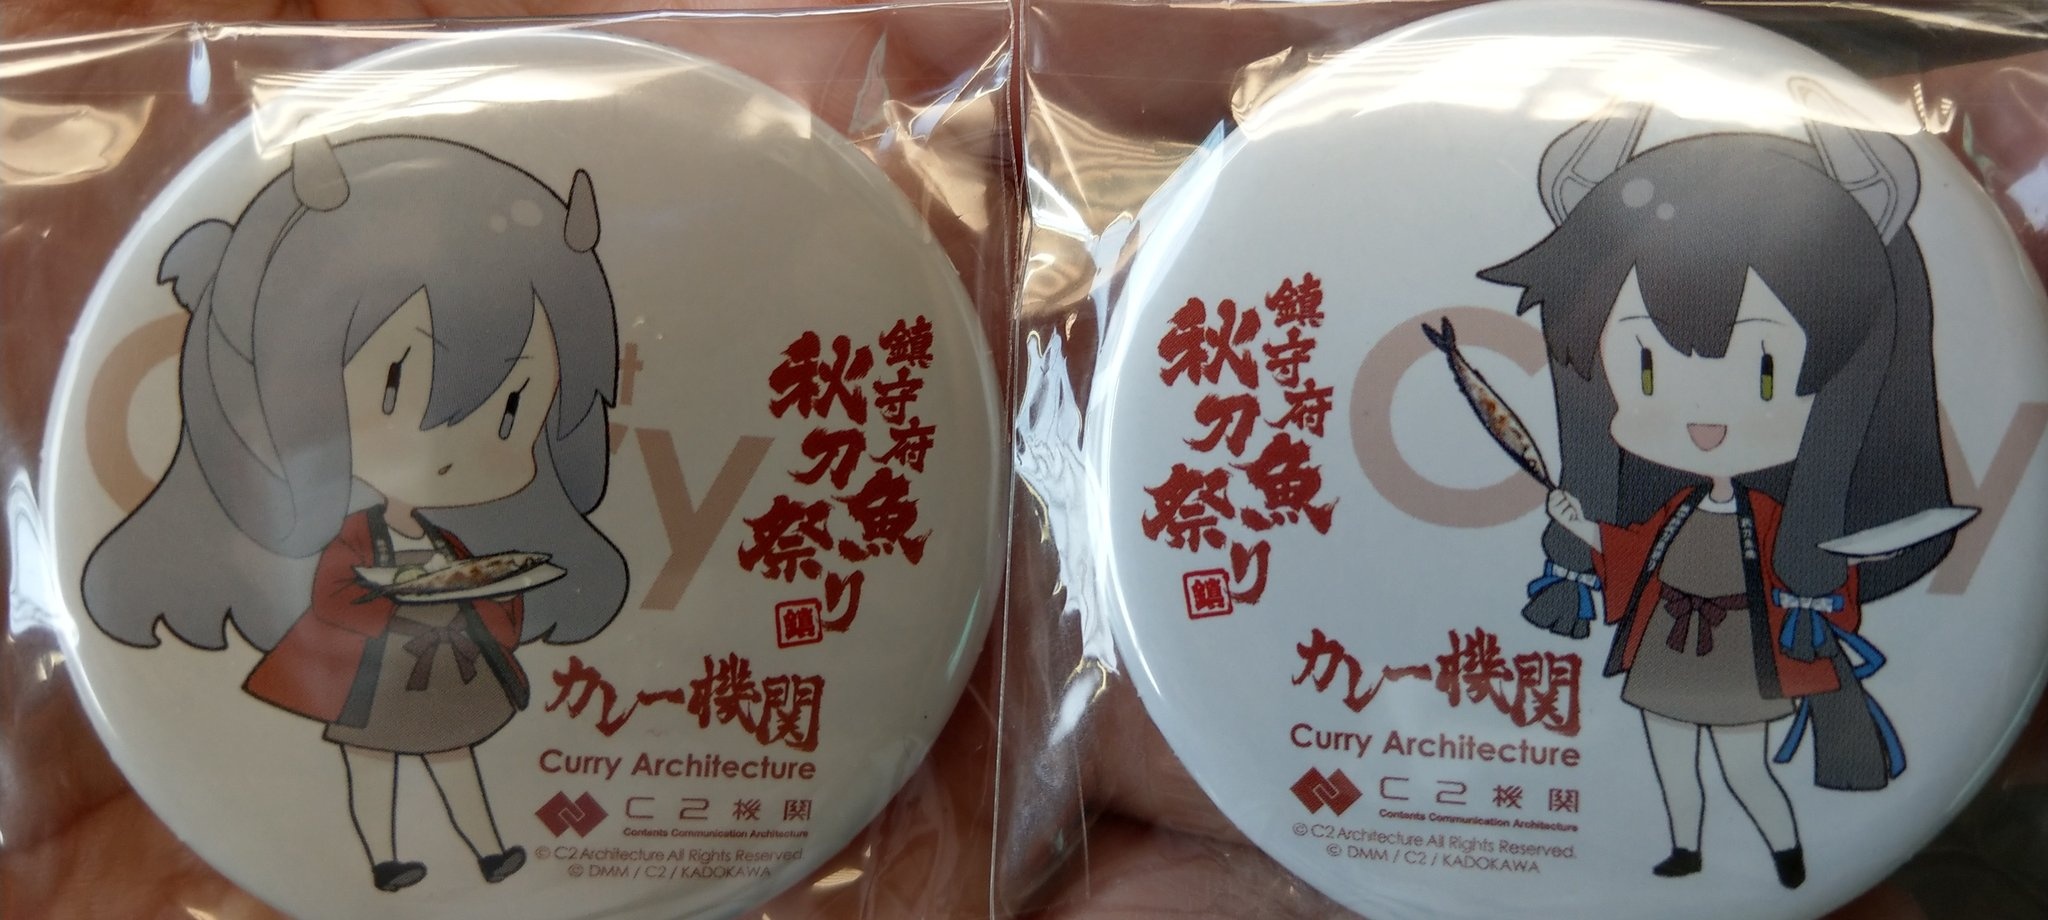 鎮守府
秋刀魚
祭り
鎮
カレー機関
Curry Architecture
C2機関
Contents Communication Architecture
© C2 Architecture All Rights Reserved.
© DMM / C2 / KADOKAWA
鎮守府
秋刀魚
祭り
鎮
カレー機関
Curry Architecture
C2機関
Contents Communication Architecture
© C2 Architecture All Rights Reserved.
© DMM / C2 / KADOKAWA